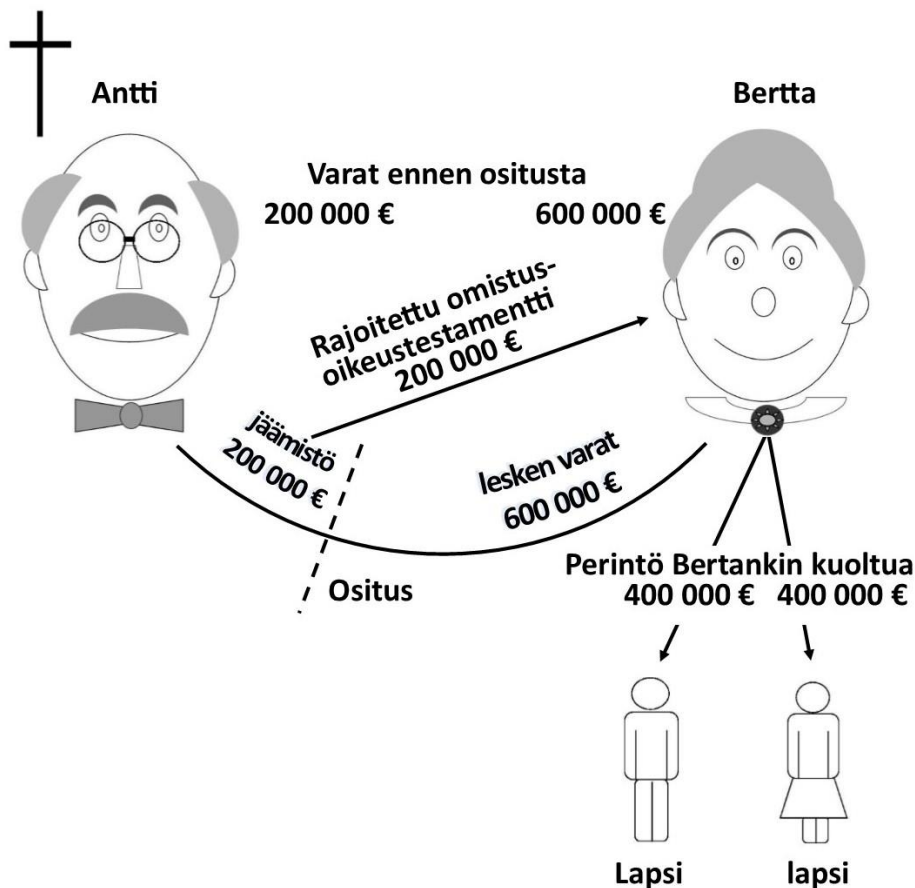 Antti
Bertta
Varat ennen ositusta
200 000 €
600 000 €
Rajoitettu omistus-
oikeustestamentti
200 000 €
jäämistö
200 000 €
lesken varat
600 000 €
Ositus
Perintö Bertankin kuoltua
400 000 €
400 000 €
Lapsi
lapsi